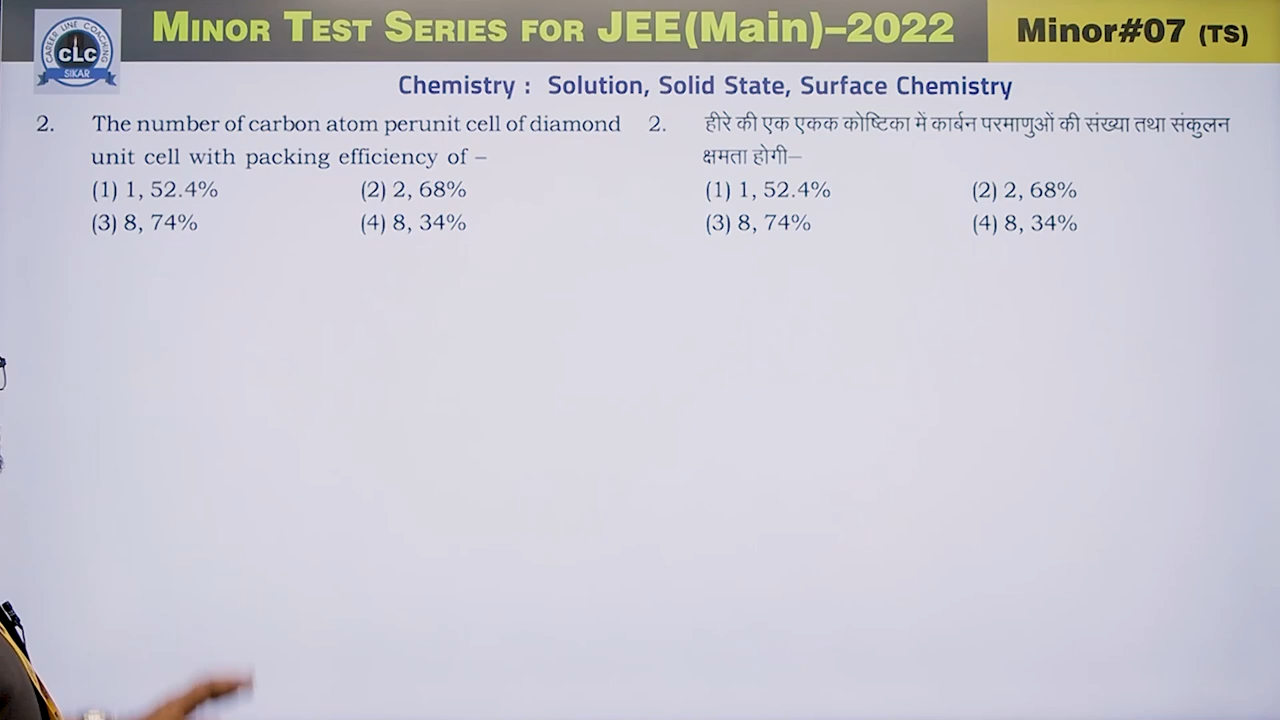 MINOR TEST SERIES FOR JEE(MAIN)–2022
Minor#07 (TS)
CAREER LINE COACHING
CLC
SIKAR
Chemistry : Solution, Solid State, Surface Chemistry
2. The number of carbon atom perunit cell of diamond
unit cell with packing efficiency of –
(1) 1, 52.4% (2) 2, 68%
(3) 8, 74% (4) 8, 34%
2. हीरे की एक एकक कोष्टिका में कार्बन परमाणुओं की संख्या तथा संकुलन
क्षमता होगी–
(1) 1, 52.4% (2) 2, 68%
(3) 8, 74% (4) 8, 34%